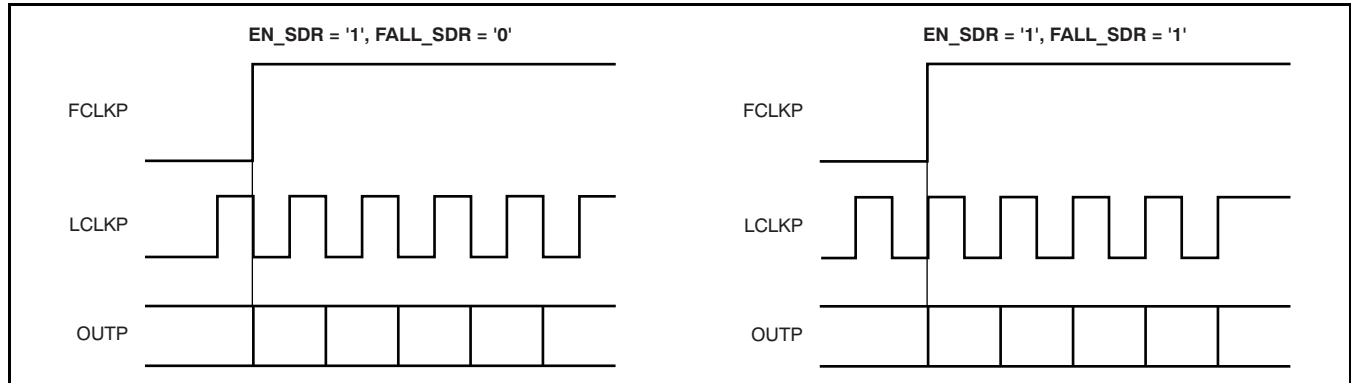 EN_SDR = '1', FALL_SDR = '0'
FCLKP
LCLKP
OUTP
EN_SDR = '1', FALL_SDR = '1'
FCLKP
LCLKP
OUTP